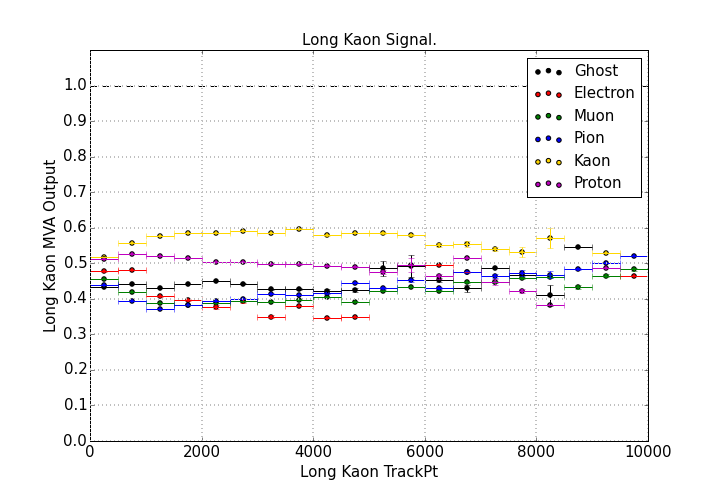 Long Kaon Signal.
Long Kaon MVA Output
1.0
0.9
0.8
0.7
0.6
0.5
0.4
0.3
0.2
0.1
0.0
Ghost
Electron
Muon
Pion
Kaon
Proton
0 2000 4000 6000 8000 10000
Long Kaon TrackPt